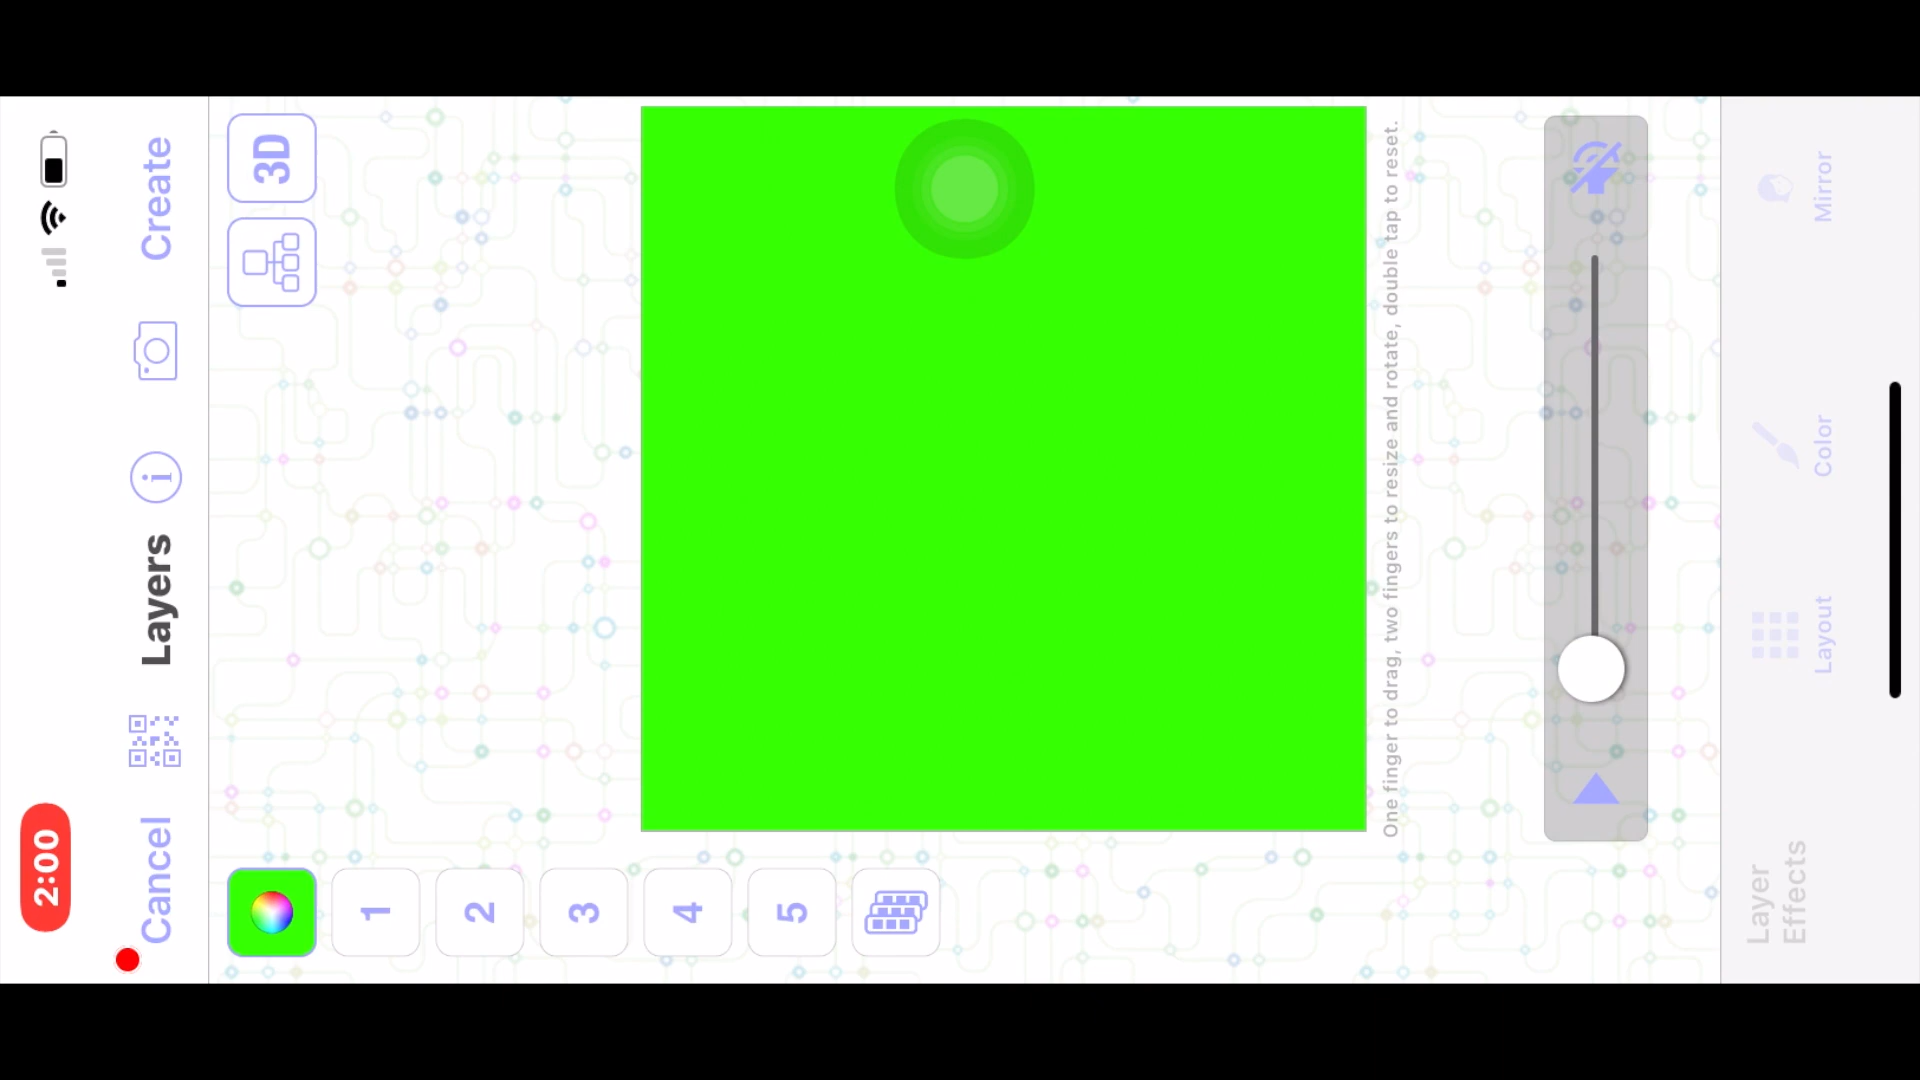 2:00
Cancel
Layers
i
Create
3D
1
2
3
4
5
One finger to drag, two fingers to resize and rotate, double tap to reset.
Layer
Effects
Layout
Color
Mirror